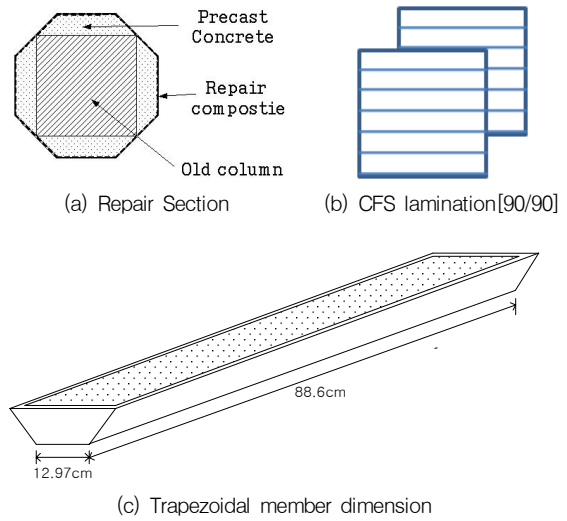 Precast
Concrete
Repair
compostie
Old column
(a) Repair Section
(b) CFS lamination[90/90]
88.6cm
12.97cm
(c) Trapezoidal member dimension